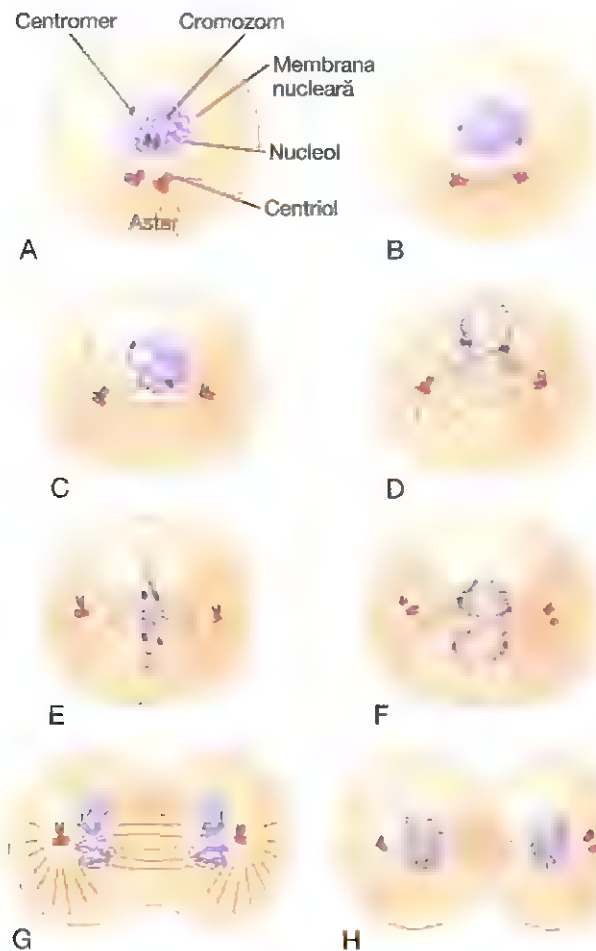 Centromer
Cromozom
Membrana
nucleară
Nucleol
Centriol
Aster
A
B
C
D
E
F
G
H